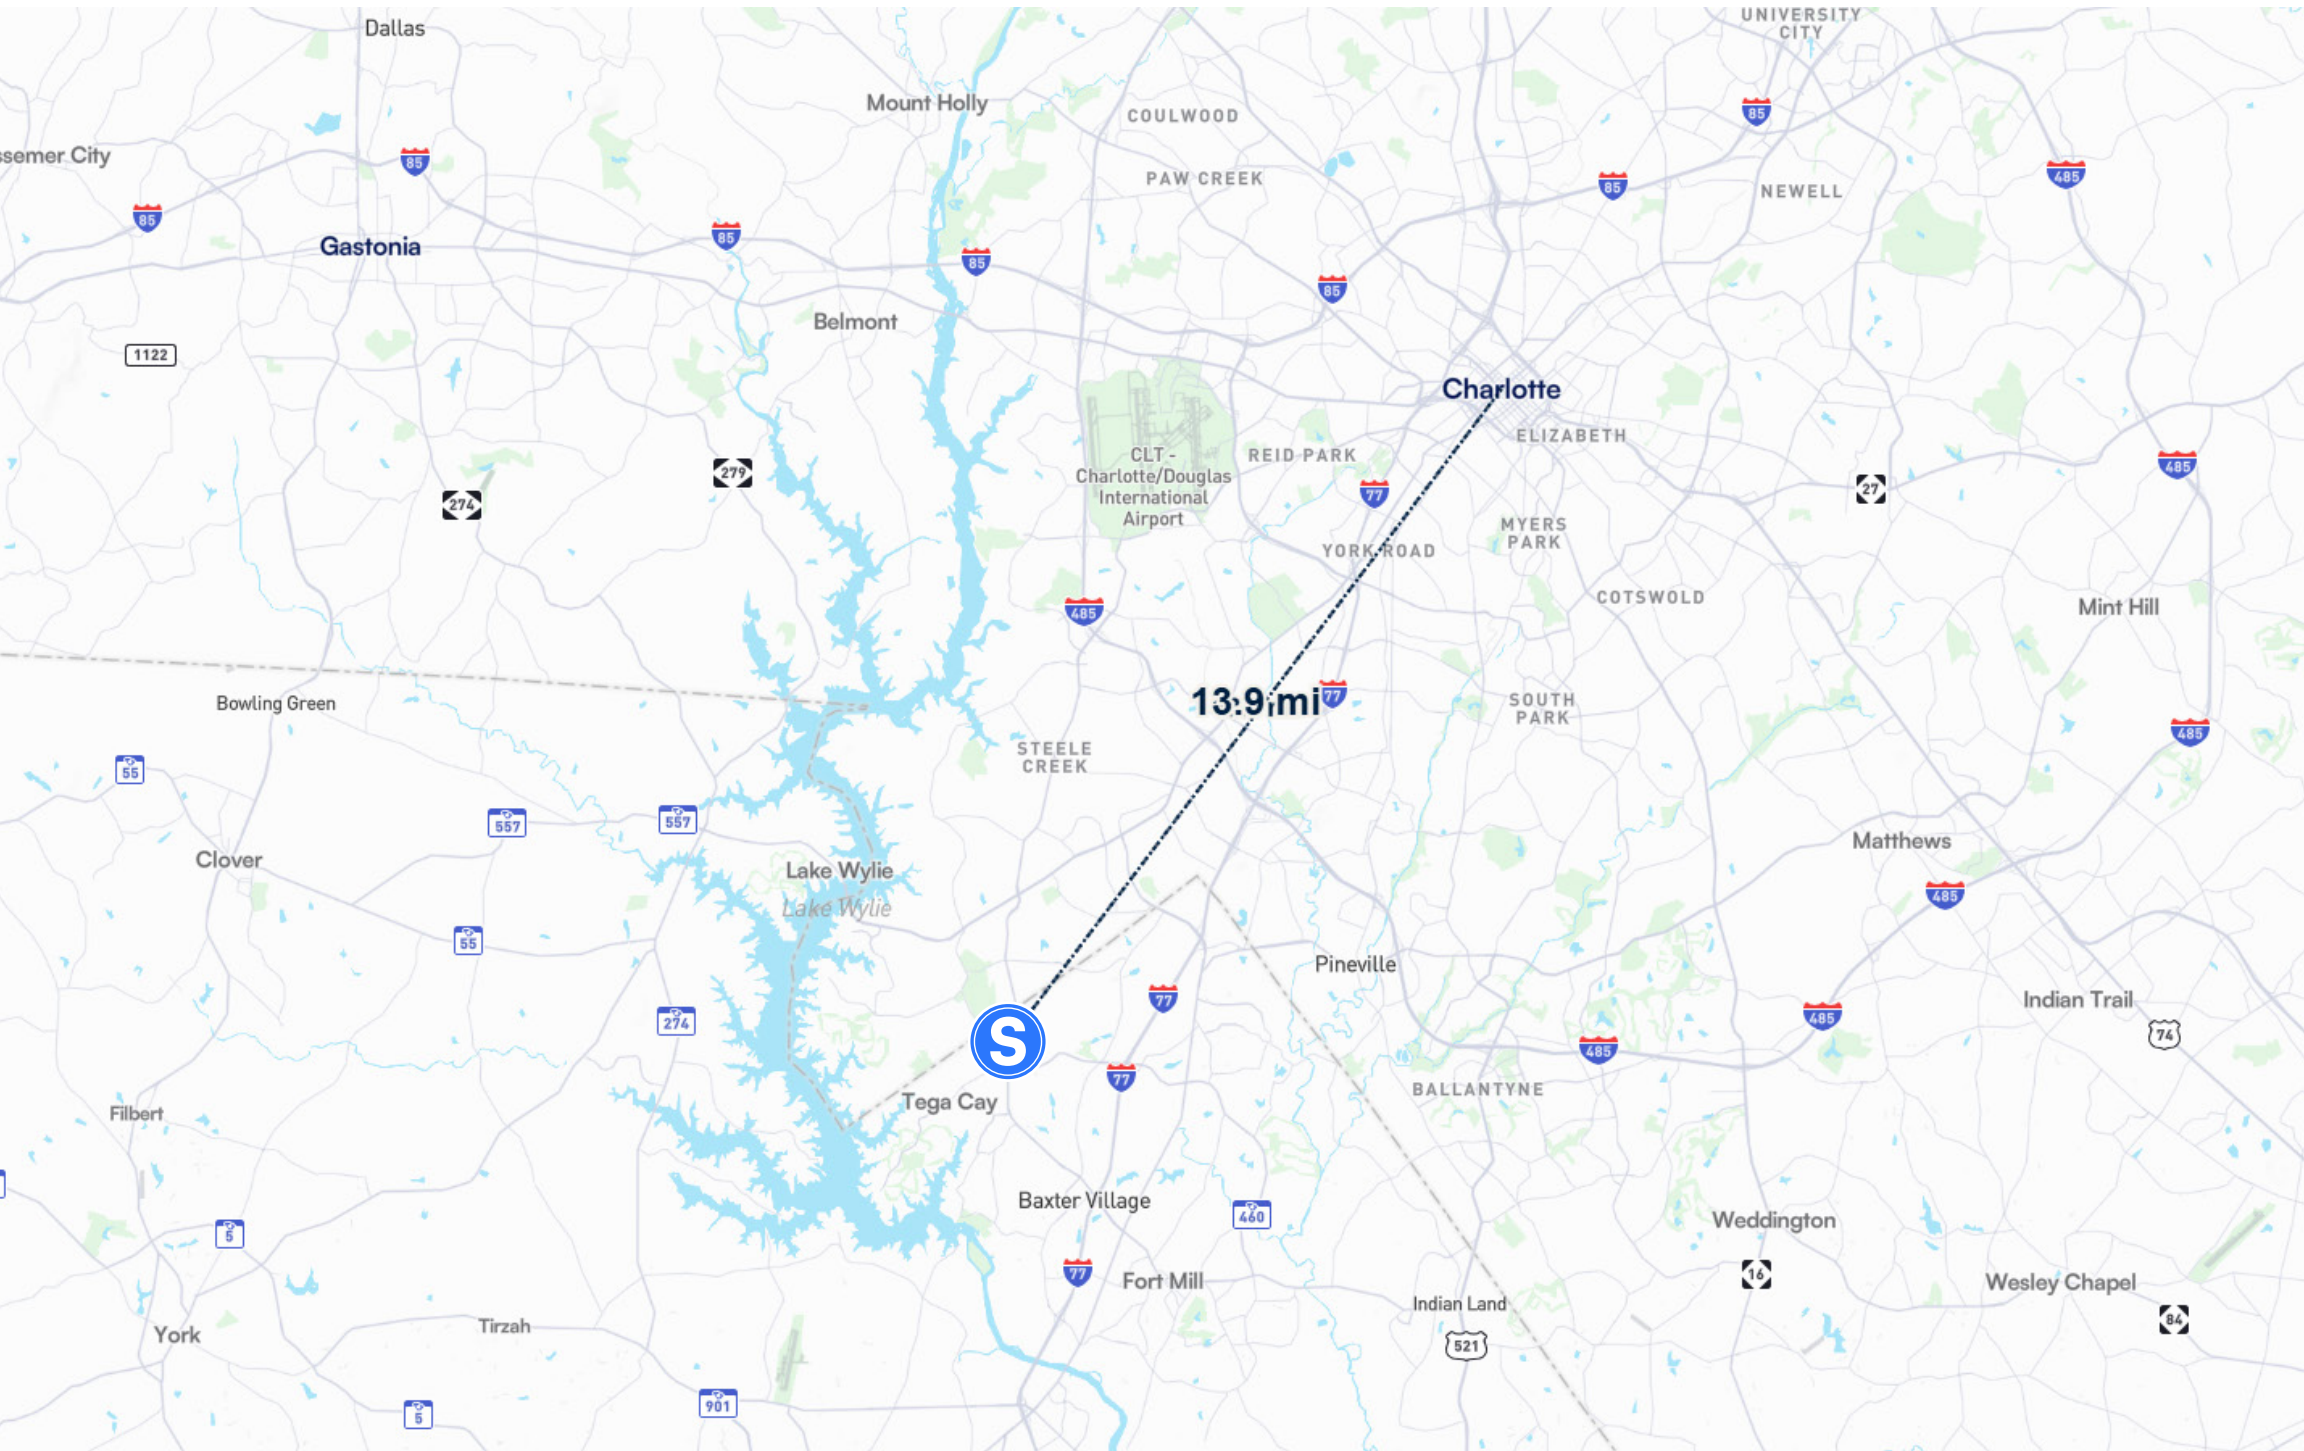 UNIVERSITY
CITY
Dallas
Mount Holly
COULWOOD
85
ssemer City
85
PAW CREEK
85
NEWELL
485
85
Gastonia
85
85
85
Belmont
1122
Charlotte
ELIZABETH
CLT -
Charlotte/Douglas
International
Airport
REID PARK
279
274
77
27
485
MYERS
PARK
YORK ROAD
485
COTSWOLD
Mint Hill
Bowling Green
13.9 mi
77
SOUTH
PARK
485
STEELE
CREEK
55
557
557
Clover
Lake Wylie
Lake Wylie
Matthews
485
55
Pineville
77
Indian Trail
274
S
485
74
485
77
BALLANTYNE
Tega Cay
Filbert
Baxter Village
460
Weddington
5
77
Fort Mill
16
Wesley Chapel
Indian Land
84
York
Tirzah
521
901
5